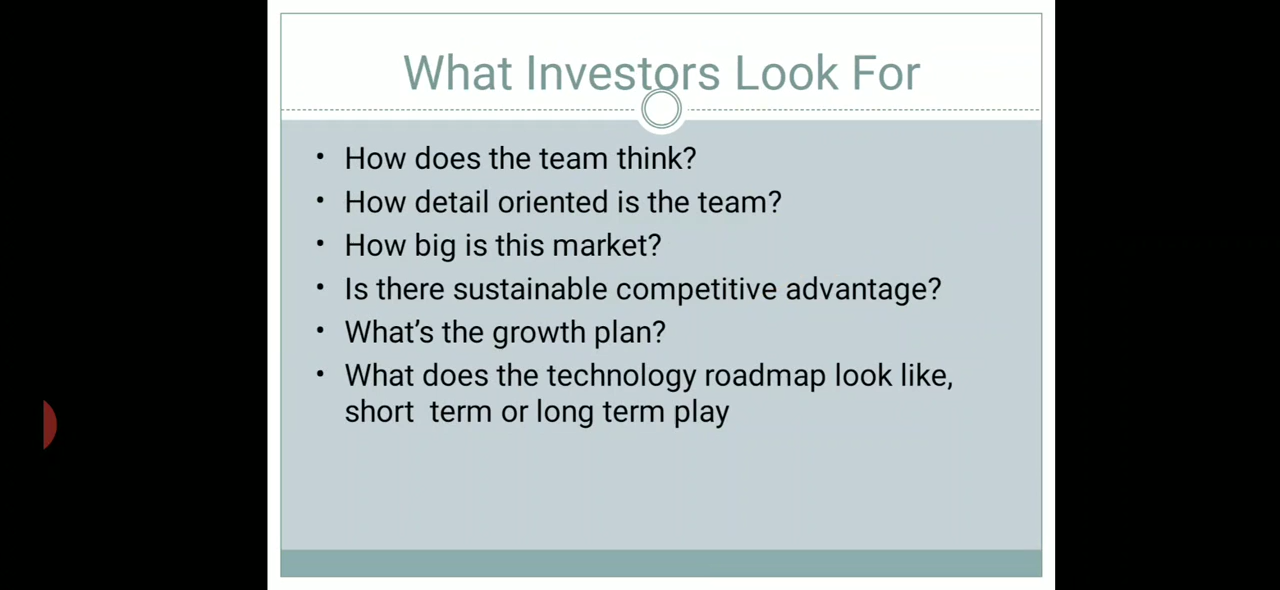 What Investors Look For
• How does the team think?
• How detail oriented is the team?
• How big is this market?
• Is there sustainable competitive advantage?
• What’s the growth plan?
• What does the technology roadmap look like,
short  term or long term play